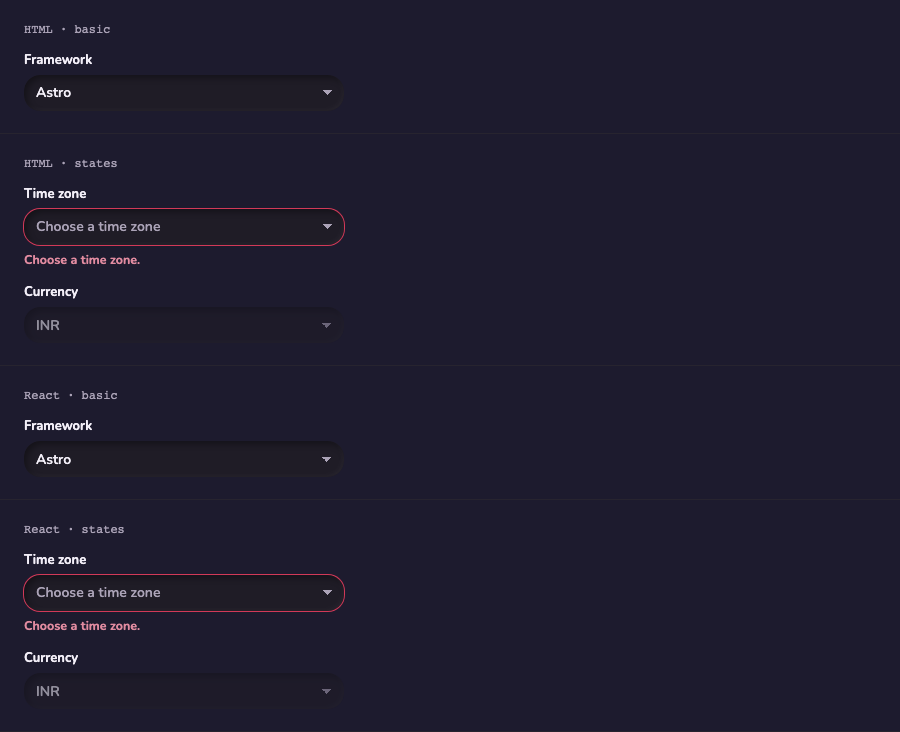 HTML · basic
Framework
Astro
HTML · states
Time zone
Choose a time zone
Choose a time zone.
Currency
INR
React · basic
Framework
Astro
React · states
Time zone
Choose a time zone
Choose a time zone.
Currency
INR